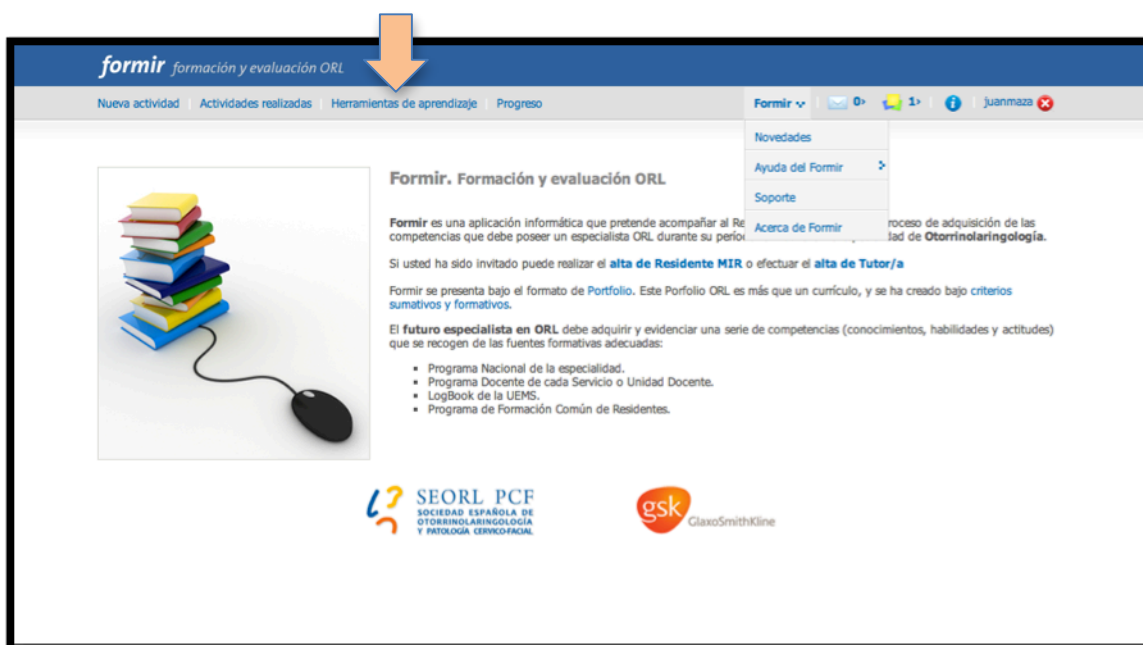 formir formación y evaluación ORL
Nueva actividad Actividades realizadas Herramientas de aprendizaje Progreso Formir 0 1 juanmaza
Novedades
Ayuda del Formir
Soporte
Acerca de Formir
Formir. Formación y evaluación ORL
Formir es una aplicación informática que pretende acompañar al Re roceso de adquisición de las
competencias que debe poseer un especialista ORL durante su perío dad de Otorrinolaringología.
Si usted ha sido invitado puede realizar el alta de Residente MIR o efectuar el alta de Tutor/a
Formir se presenta bajo el formato de Portfolio. Este Porfolio ORL es más que un currículo, y se ha creado bajo criterios
sumativos y formativos.
El futuro especialista en ORL debe adquirir y evidenciar una serie de competencias (conocimientos, habilidades y actitudes)
que se recogen de las fuentes formativas adecuadas:
Programa Nacional de la especialidad.
Programa Docente de cada Servicio o Unidad Docente.
LogBook de la UEMS.
Programa de Formación Común de Residentes.
SEORL PCF
SOCIEDAD ESPAÑOLA DE
OTORRINOLARINGOLOGÍA
Y PATOLOGÍA CERVICO-FACIAL
gsk GlaxoSmithKline